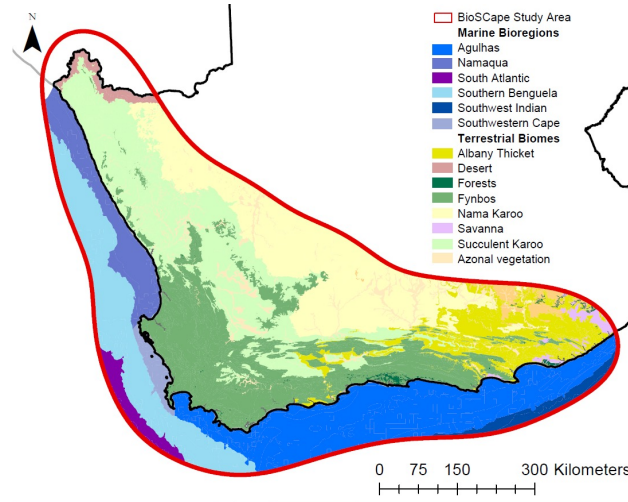 N
BioSCape Study Area
Marine Bioregions
Agulhas
Namaqua
South Atlantic
Southern Benguela
Southwest Indian
Southwestern Cape
Terrestrial Biomes
Albany Thicket
Desert
Forests
Fynbos
Nama Karoo
Savanna
Succulent Karoo
Azonal vegetation
0 75 150 300 Kilometers